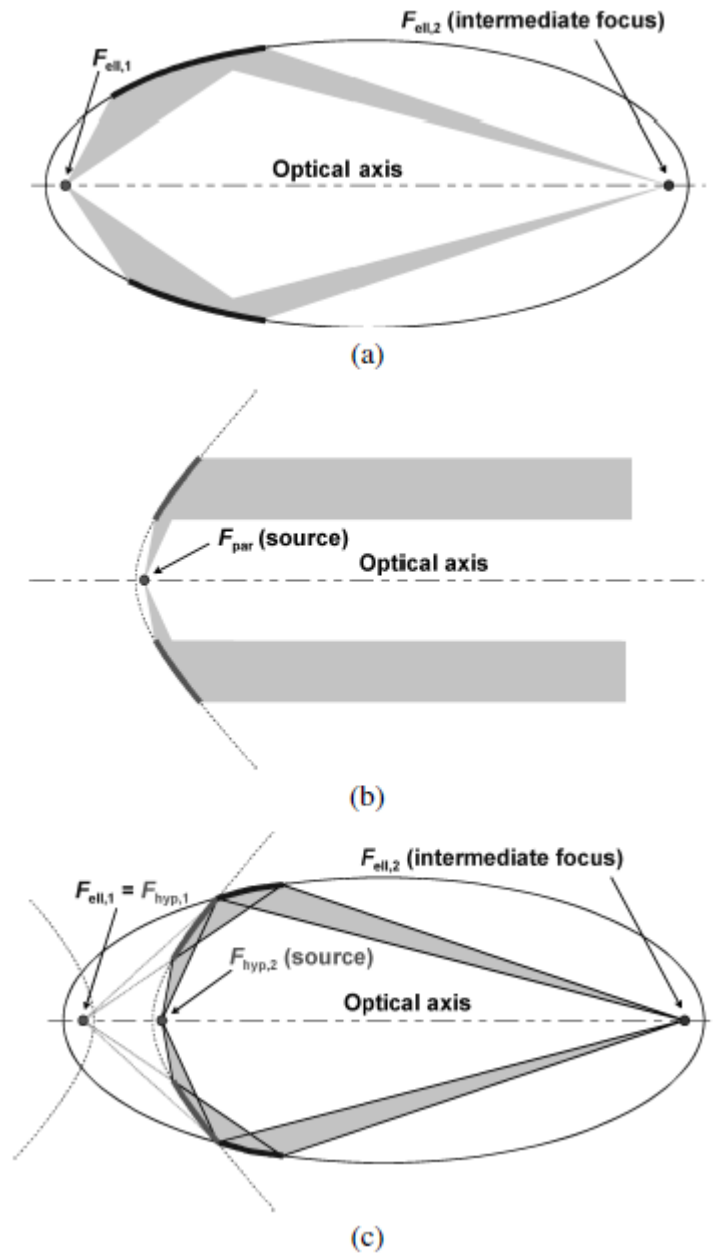 F_ell,2 (intermediate focus)
F_ell,1
Optical axis
(a)
F_par (source)
Optical axis
(b)
F_ell,2 (intermediate focus)
F_ell,1 = F_hyp,1
F_hyp,2 (source)
Optical axis
(c)